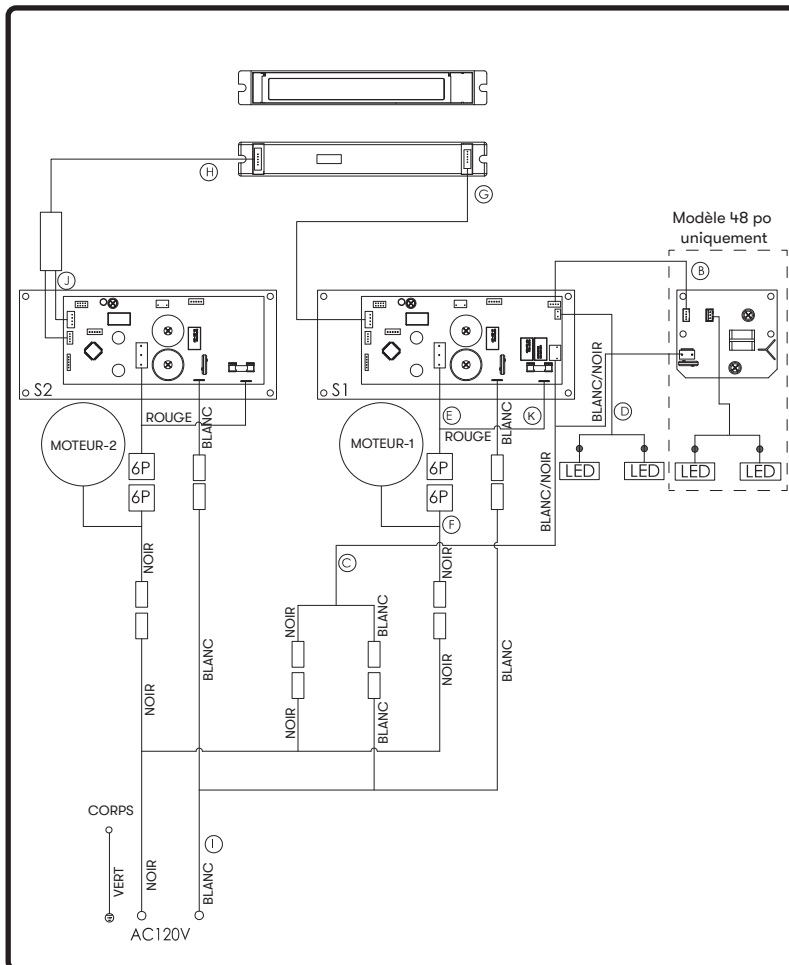 H
G
Modèle 48 po
uniquement
B
J
S2
S1
ROUGE
BLANC
E
ROUGE
K
BLANC
BLANC/NOIR
D
MOTEUR-2
MOTEUR-1
6P
6P
6P
6P
LED
LED
LED
LED
BLANC/NOIR
F
C
NOIR
NOIR
NOIR
BLANC
BLANC
NOIR
BLANC
NOIR
NOIR
BLANC
CORPS
VERT
NOIR
BLANC
I
AC120V